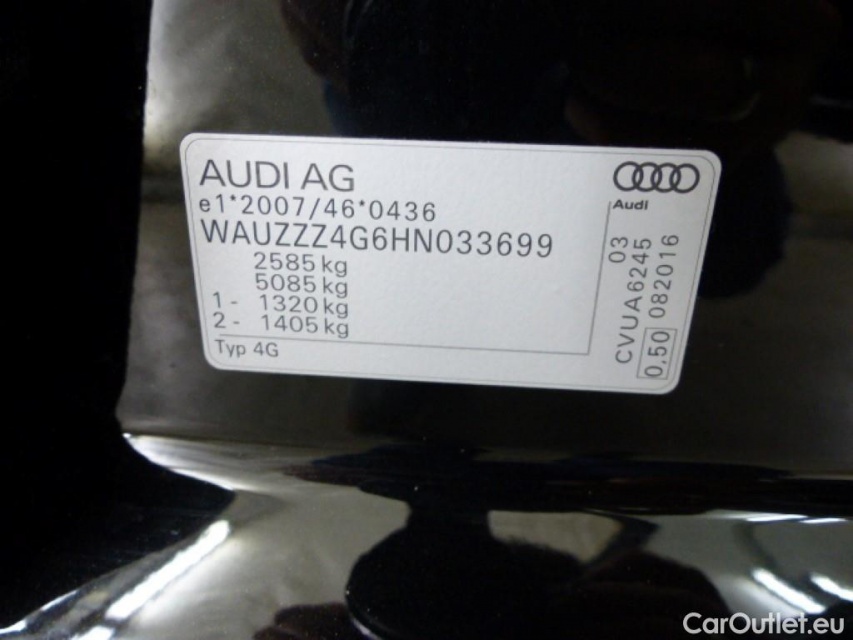 AUDI AG
e1*2007/46*0436
WAUZZZ4G6HN033699
2585 kg
5085 kg
1 - 1320 kg
2 - 1405 kg
Typ 4G
Audi
03
CVUA6245
0,50 082016
CarOutlet.eu